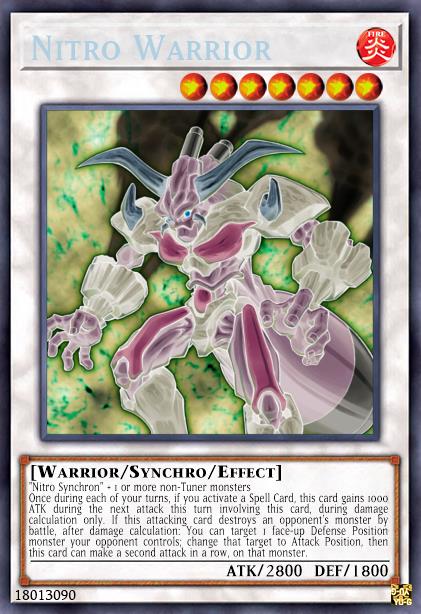 NITRO WARRIOR
FIRE
炎
[WARRIOR/SYNCHRO/EFFECT]
"Nitro Synchron" + 1 or more non-Tuner monsters
Once during each of your turns, if you activate a Spell Card, this card gains 1000
ATK during the next attack this turn involving this card, during damage
calculation only. If this attacking card destroys an opponent's monster by
battle, after damage calculation: You can target 1 face-up Defense Position
monster your opponent controls; change that target to Attack Position, then
this card can make a second attack in a row, on that monster.
ATK/2800 DEF/1800
18013090